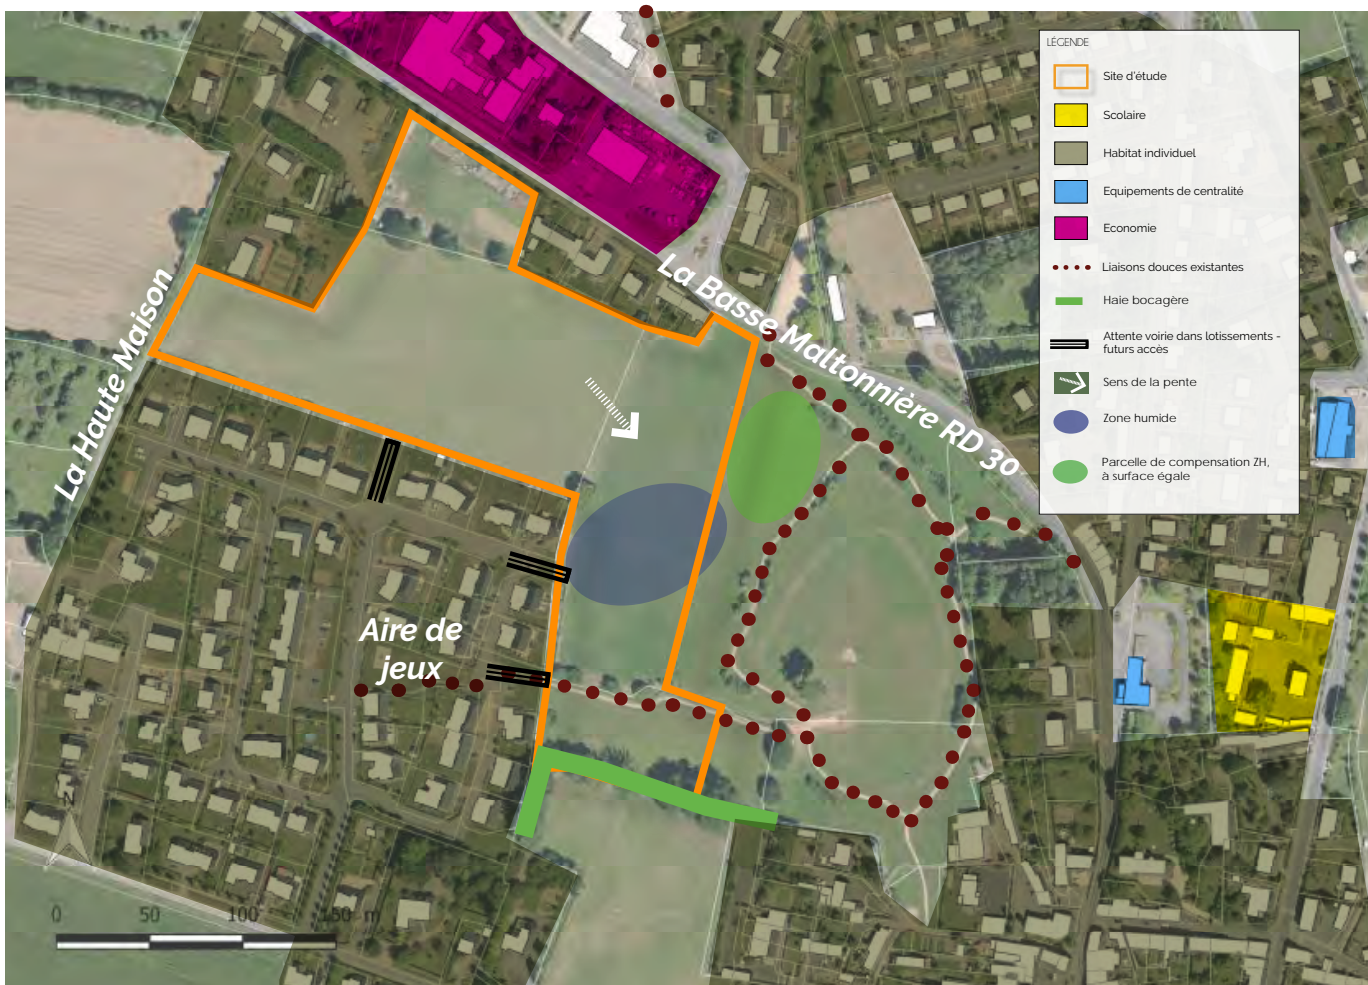 LÉGENDE
Site d'étude
Scolaire
Habitat individuel
Equipements de centralité
Economie
Liaisons douces existantes
Haie bocagère
Attente voirie dans lotissements -
futurs accès
Sens de la pente
Zone humide
Parcelle de compensation ZH,
à surface égale
La Haute Maison
La Basse Maltonnière RD 30
Aire de
jeux
N
0 50 100 150 m